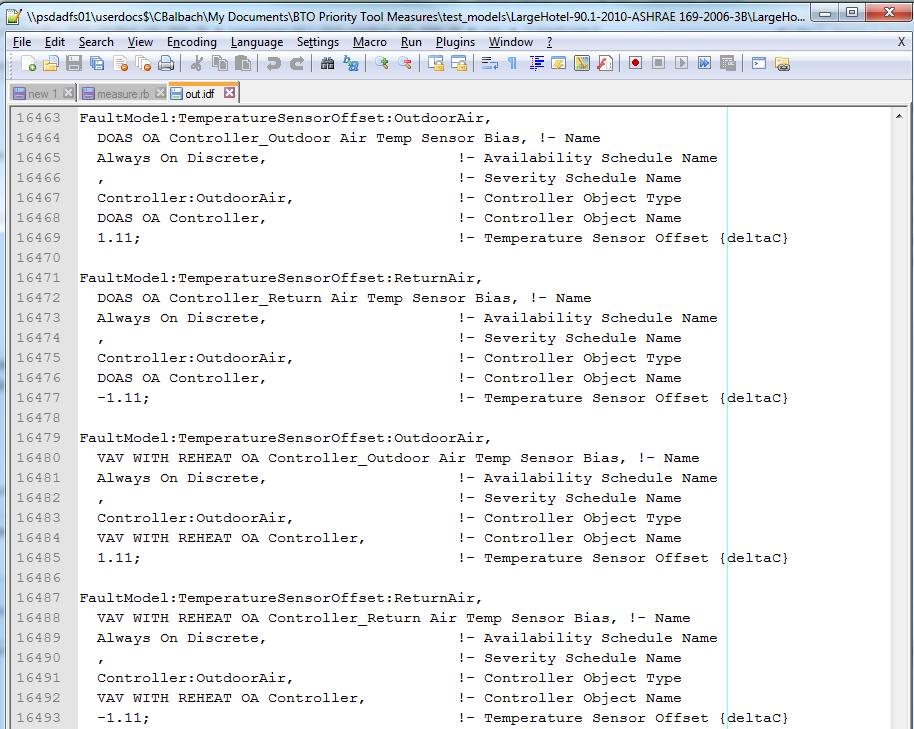 \\psdadfs01\userdocs$\CBalbach\My Documents\BTO Priority Tool Measures\test_models\LargeHotel-90.1-2010-ASHRAE 169-2006-3B\LargeHo...
File Edit Search View Encoding Language Settings Macro Run Plugins Window ? X
new 1 measure.rb out.idf
16463 FaultModel:TemperatureSensorOffset:OutdoorAir,
16464 DOAS OA Controller_Outdoor Air Temp Sensor Bias, !- Name
16465 Always On Discrete, !- Availability Schedule Name
16466 , !- Severity Schedule Name
16467 Controller:OutdoorAir, !- Controller Object Type
16468 DOAS OA Controller, !- Controller Object Name
16469 1.11; !- Temperature Sensor Offset {deltaC}
16470
16471 FaultModel:TemperatureSensorOffset:ReturnAir,
16472 DOAS OA Controller_Return Air Temp Sensor Bias, !- Name
16473 Always On Discrete, !- Availability Schedule Name
16474 , !- Severity Schedule Name
16475 Controller:OutdoorAir, !- Controller Object Type
16476 DOAS OA Controller, !- Controller Object Name
16477 -1.11; !- Temperature Sensor Offset {deltaC}
16478
16479 FaultModel:TemperatureSensorOffset:OutdoorAir,
16480 VAV WITH REHEAT OA Controller_Outdoor Air Temp Sensor Bias, !- Name
16481 Always On Discrete, !- Availability Schedule Name
16482 , !- Severity Schedule Name
16483 Controller:OutdoorAir, !- Controller Object Type
16484 VAV WITH REHEAT OA Controller, !- Controller Object Name
16485 1.11; !- Temperature Sensor Offset {deltaC}
16486
16487 FaultModel:TemperatureSensorOffset:ReturnAir,
16488 VAV WITH REHEAT OA Controller_Return Air Temp Sensor Bias, !- Name
16489 Always On Discrete, !- Availability Schedule Name
16490 , !- Severity Schedule Name
16491 Controller:OutdoorAir, !- Controller Object Type
16492 VAV WITH REHEAT OA Controller, !- Controller Object Name
16493 -1.11; !- Temperature Sensor Offset {deltaC}